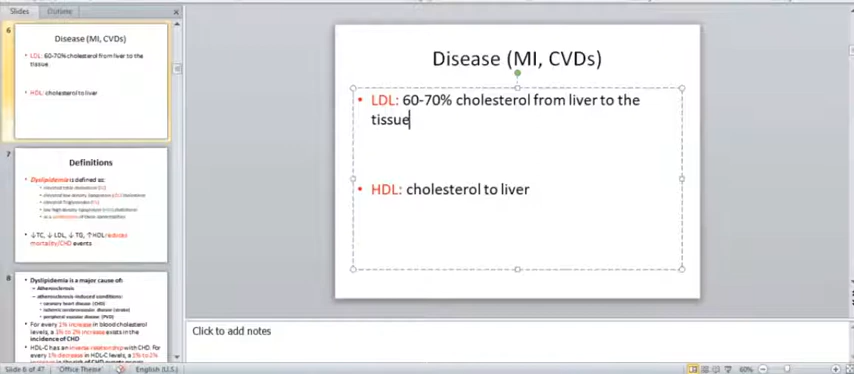 Slides
Outline
6
Disease (MI, CVDs)
• LDL: 60-70% cholesterol from liver to the
tissue
• HDL: cholesterol to liver
7
Definitions
• Dyslipidemia is defined as:
↓TC, ↓ LDL, ↓ TG, ↑HDL reduces
mortality/CHD events
8
• Dyslipidemia is a major cause of:
– Atherosclerosis
– atherosclerosis-induced conditions:
• coronary heart disease (CHD)
• ischemic cerebrovascular disease (stroke)
• peripheral vascular disease (PVD)
• For every 1% increase in blood cholesterol
levels, a 1% to 2% increase exists in the
incidence of CHD
• HDL-C has an inverse relationship with CHD. For
every 1% decrease in HDL-C levels, a 1% to 2%
Disease (MI, CVDs)
• LDL: 60-70% cholesterol from liver to the
tissue
• HDL: cholesterol to liver
Click to add notes
Slide 6 of 47
"Office Theme"
English (U.S.)
60%